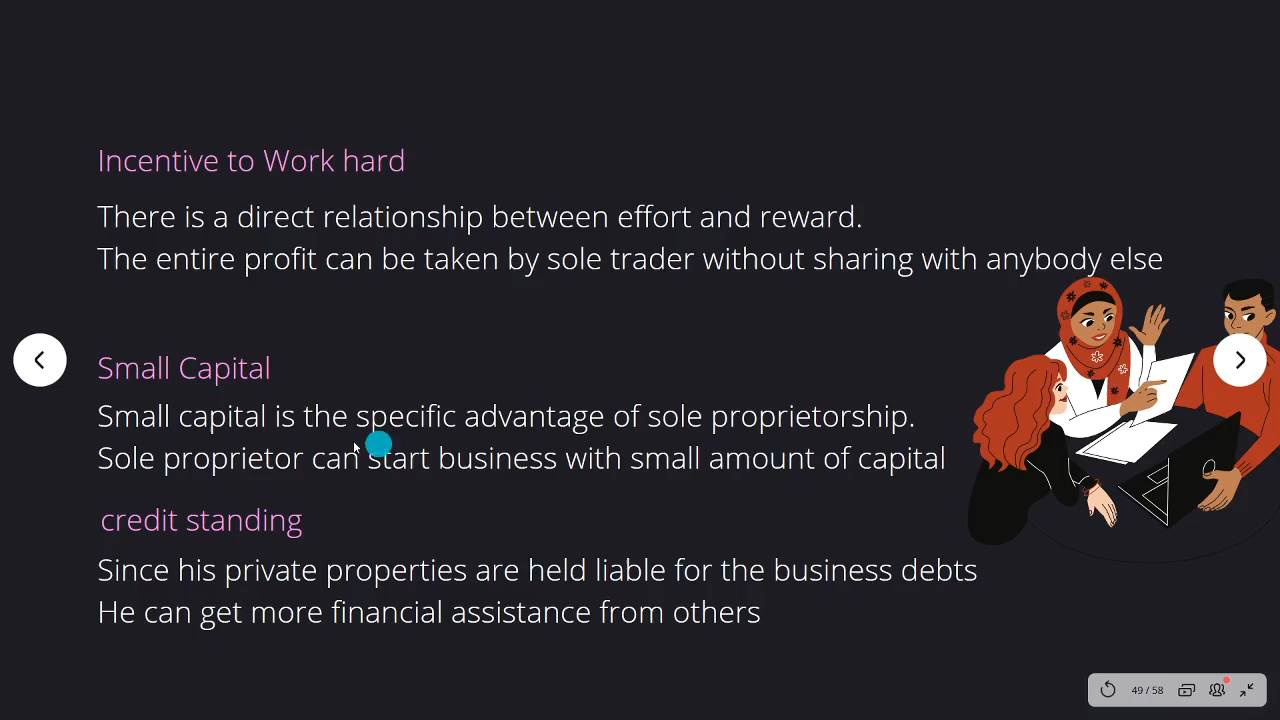 Incentive to Work hard
There is a direct relationship between effort and reward.
The entire profit can be taken by sole trader without sharing with anybody else
Small Capital
Small capital is the specific advantage of sole proprietorship.
Sole proprietor can start business with small amount of capital
credit standing
Since his private properties are held liable for the business debts
He can get more financial assistance from others
49 / 58